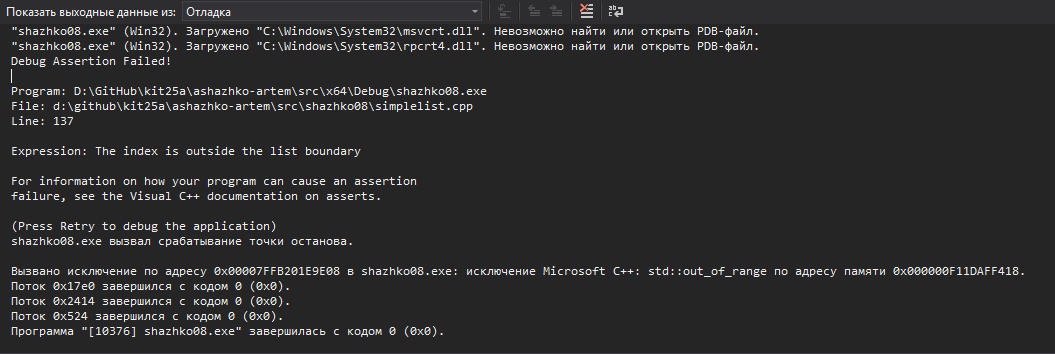 Показать выходные данные из: Отладка
"shazhko08.exe" (Win32). Загружено "C:\Windows\System32\msvcrt.dll". Невозможно найти или открыть PDB-файл.
"shazhko08.exe" (Win32). Загружено "C:\Windows\System32\rpcrt4.dll". Невозможно найти или открыть PDB-файл.
Debug Assertion Failed!
Program: D:\GitHub\kit25a\ashazhko-artem\src\x64\Debug\shazhko08.exe
File: d:\github\kit25a\ashazhko-artem\src\shazhko08\simplelist.cpp
Line: 137
Expression: The index is outside the list boundary
For information on how your program can cause an assertion
failure, see the Visual C++ documentation on asserts.
(Press Retry to debug the application)
shazhko08.exe вызвал срабатывание точки останова.
Вызвано исключение по адресу 0x00007FFB201E9E08 в shazhko08.exe: исключение Microsoft C++: std::out_of_range по адресу памяти 0x000000F11DAFF418.
Поток 0x17e0 завершился с кодом 0 (0x0).
Поток 0x2414 завершился с кодом 0 (0x0).
Поток 0x524 завершился с кодом 0 (0x0).
Программа "[10376] shazhko08.exe" завершилась с кодом 0 (0x0).